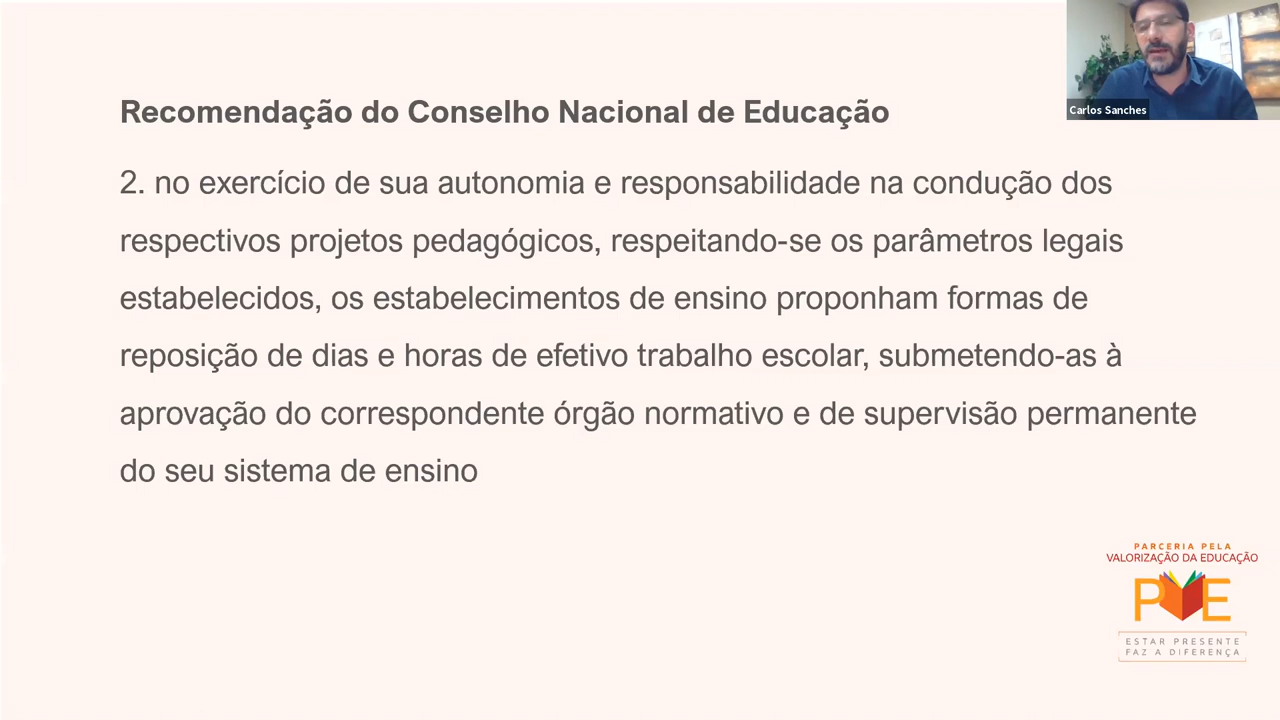 Carlos Sanches
Recomendação do Conselho Nacional de Educação
2. no exercício de sua autonomia e responsabilidade na condução dos
respectivos projetos pedagógicos, respeitando-se os parâmetros legais
estabelecidos, os estabelecimentos de ensino proponham formas de
reposição de dias e horas de efetivo trabalho escolar, submetendo-as à
aprovação do correspondente órgão normativo e de supervisão permanente
do seu sistema de ensino
PARCERIA PELA
VALORIZAÇÃO DA EDUCAÇÃO
PVE
ESTAR PRESENTE
FAZ A DIFERENÇA